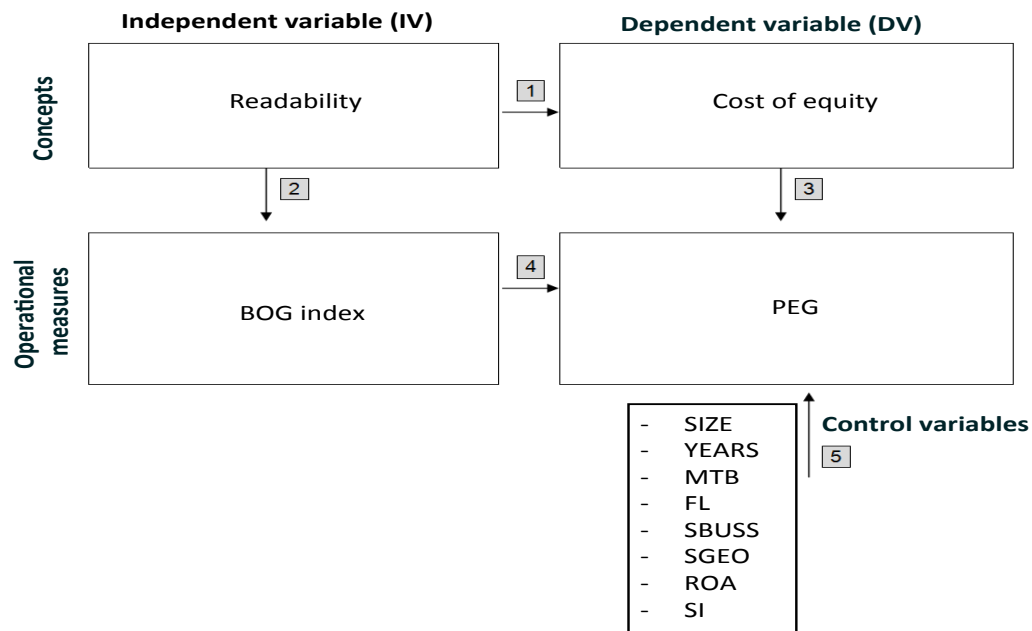 Independent variable (IV)
Dependent variable (DV)
Concepts
Readability
1
Cost of equity
2
3
Operational
measures
BOG index
4
PEG
- SIZE
- YEARS
- MTB
- FL
- SBUSS
- SGEO
- ROA
- SI
Control variables
5